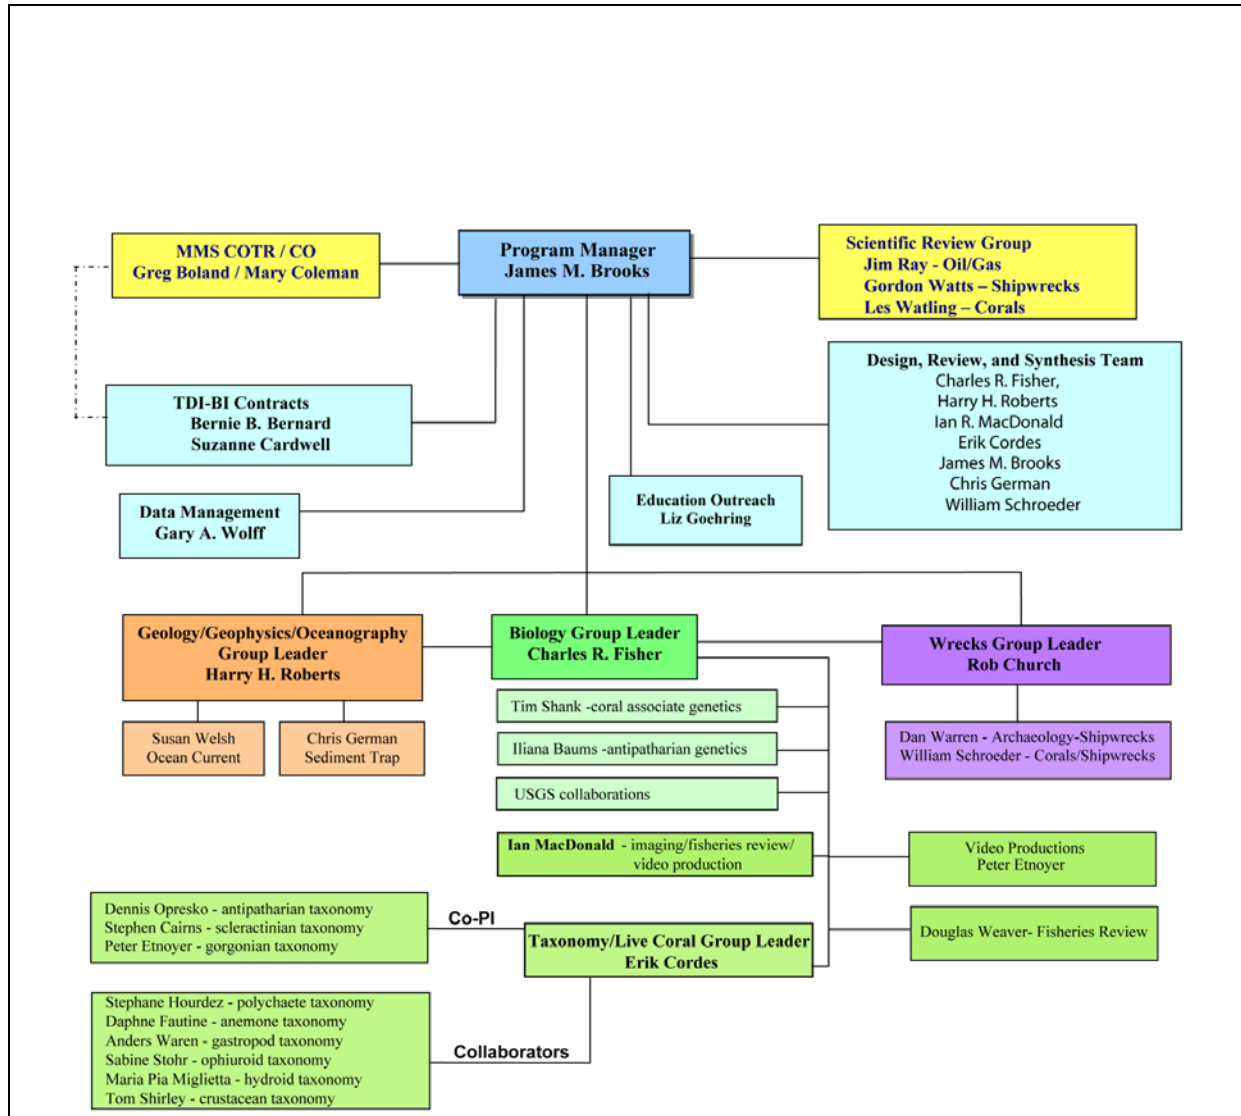 MMS COTR / CO
Greg Boland / Mary Coleman
Program Manager
James M. Brooks
Scientific Review Group
Jim Ray - Oil/Gas
Gordon Watts – Shipwrecks
Les Watling – Corals
Design, Review, and Synthesis Team
Charles R. Fisher,
Harry H. Roberts
Ian R. MacDonald
Erik Cordes
James M. Brooks
Chris German
William Schroeder
TDI-BI Contracts
Bernie B. Bernard
Suzanne Cardwell
Data Management
Gary A. Wolff
Education Outreach
Liz Goehring
Geology/Geophysics/Oceanography
Group Leader
Harry H. Roberts
Biology Group Leader
Charles R. Fisher
Wrecks Group Leader
Rob Church
Susan Welsh
Ocean Current
Chris German
Sediment Trap
Tim Shank -coral associate genetics
Iliana Baums -antipatharian genetics
USGS collaborations
Dan Warren - Archaeology-Shipwrecks
William Schroeder - Corals/Shipwrecks
Ian MacDonald - imaging/fisheries review/
video production
Video Productions
Peter Etnoyer
Dennis Opresko - antipatharian taxonomy
Stephen Cairns - scleractinian taxonomy
Peter Etnoyer - gorgonian taxonomy
Co-PI
Taxonomy/Live Coral Group Leader
Erik Cordes
Douglas Weaver- Fisheries Review
Stephane Hourdez - polychaete taxonomy
Daphne Fautine - anemone taxonomy
Anders Waren - gastropod taxonomy
Sabine Stohr - ophiuroid taxonomy
Maria Pia Miglietta - hydroid taxonomy
Tom Shirley - crustacean taxonomy
Collaborators